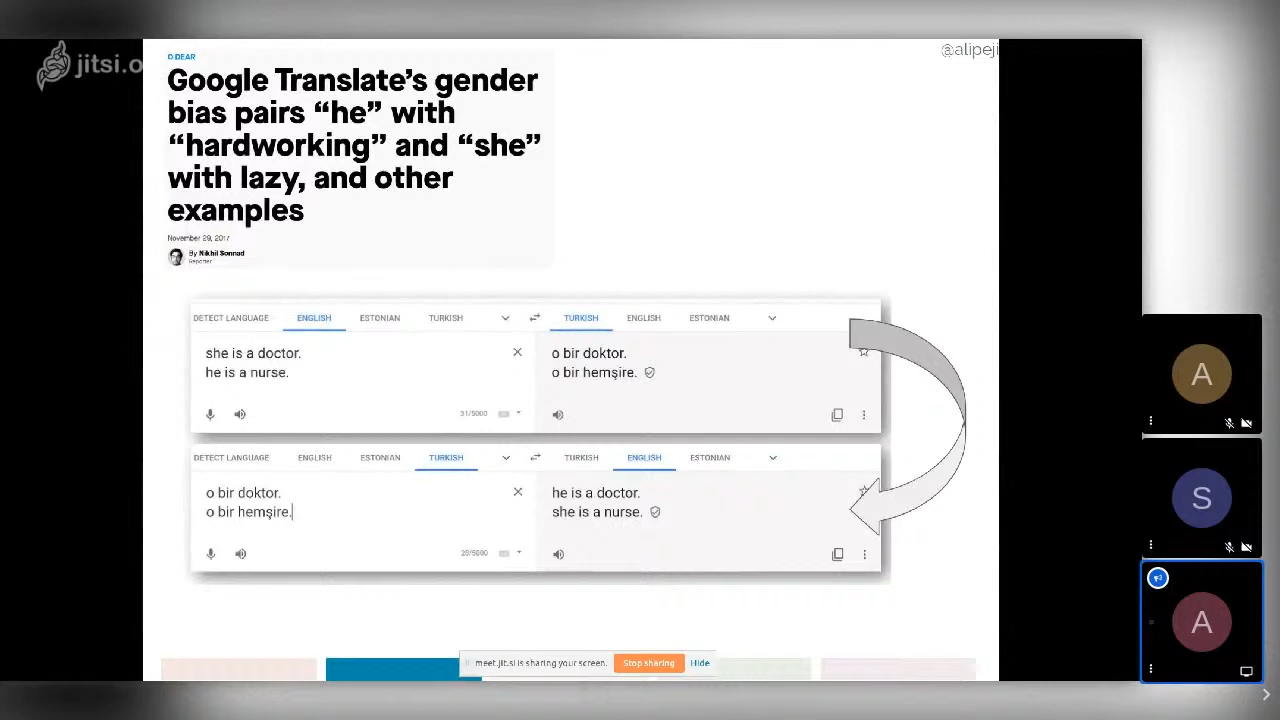 jitsi.o
@alipeji
O DEAR
Google Translate's gender
bias pairs “he” with
“hardworking” and “she”
with lazy, and other
examples
November 29, 2017
By Nikhil Sonnad
Reporter
DETECT LANGUAGE ENGLISH ESTONIAN TURKISH TURKISH ENGLISH ESTONIAN
she is a doctor. o bir doktor.
he is a nurse. o bir hemşire.
31/5000
DETECT LANGUAGE ENGLISH ESTONIAN TURKISH TURKISH ENGLISH ESTONIAN
o bir doktor. he is a doctor.
o bir hemşire. she is a nurse.
28/5000
meet.jit.si is sharing your screen. Stop sharing Hide
A
S
A